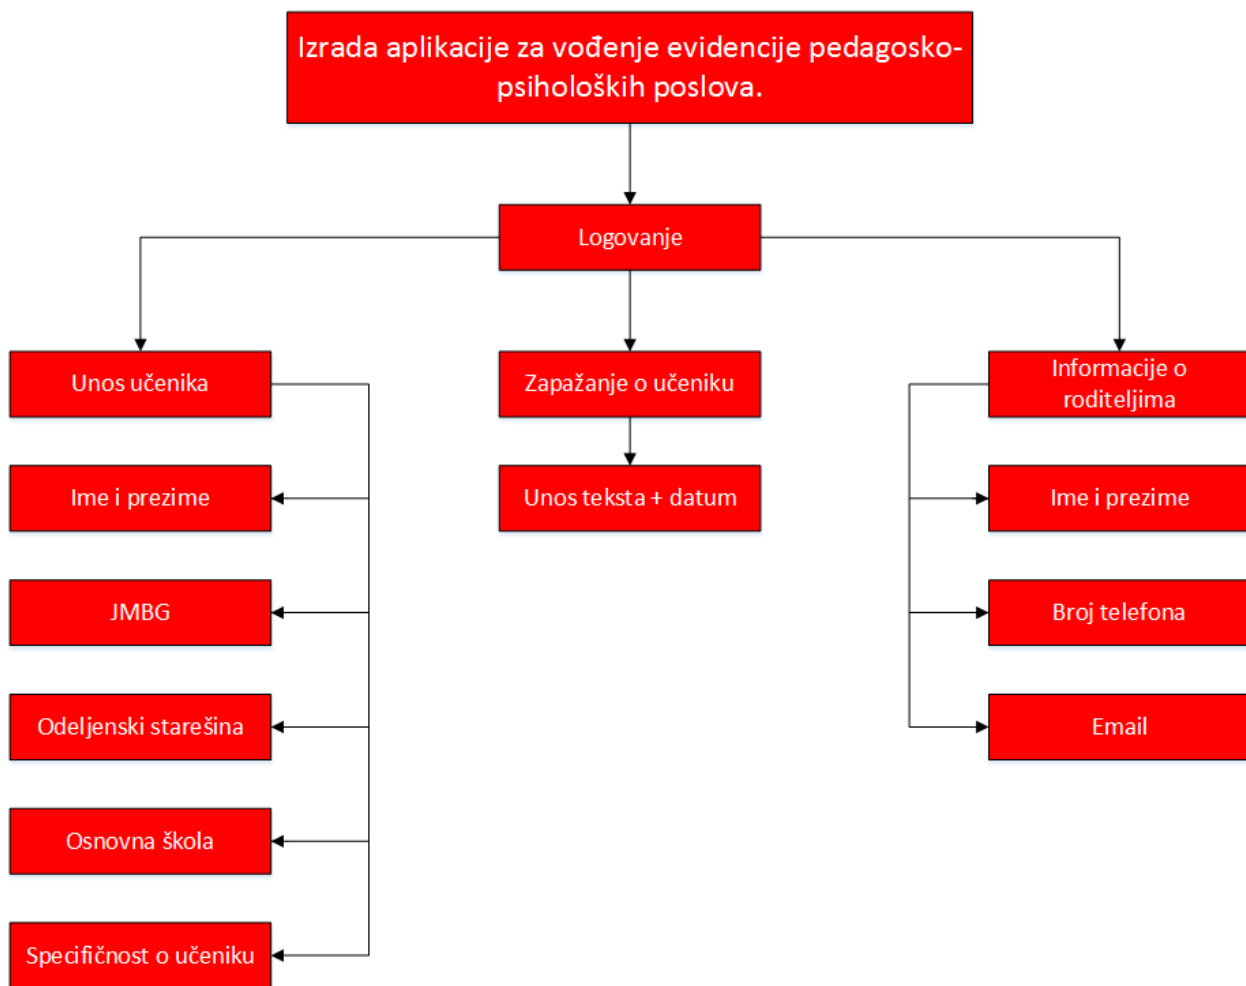 Izrada aplikacije za vođenje evidencije pedagosko-
psiholoških poslova.
Logovanje
Unos učenika
Ime i prezime
JMBG
Odeljenski starešina
Osnovna škola
Specifičnost o učeniku
Zapažanje o učeniku
Unos teksta + datum
Informacije o
roditeljima
Ime i prezime
Broj telefona
Email